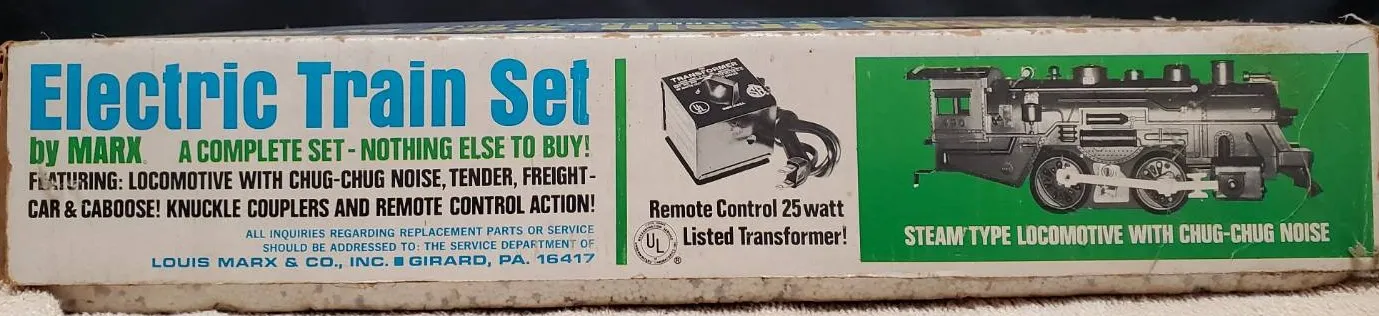 Electric Train Set
by MARX. A COMPLETE SET - NOTHING ELSE TO BUY!
FEATURING: LOCOMOTIVE WITH CHUG-CHUG NOISE, TENDER, FREIGHT-
CAR & CABOOSE! KNUCKLE COUPLERS AND REMOTE CONTROL ACTION!
ALL INQUIRIES REGARDING REPLACEMENT PARTS OR SERVICE
SHOULD BE ADDRESSED TO: THE SERVICE DEPARTMENT OF
LOUIS MARX & CO., INC. ■ GIRARD, PA. 16417
TRANSFORMER
UL
Remote Control 25 watt
Listed Transformer!
UL ®
STEAM TYPE LOCOMOTIVE WITH CHUG-CHUG NOISE